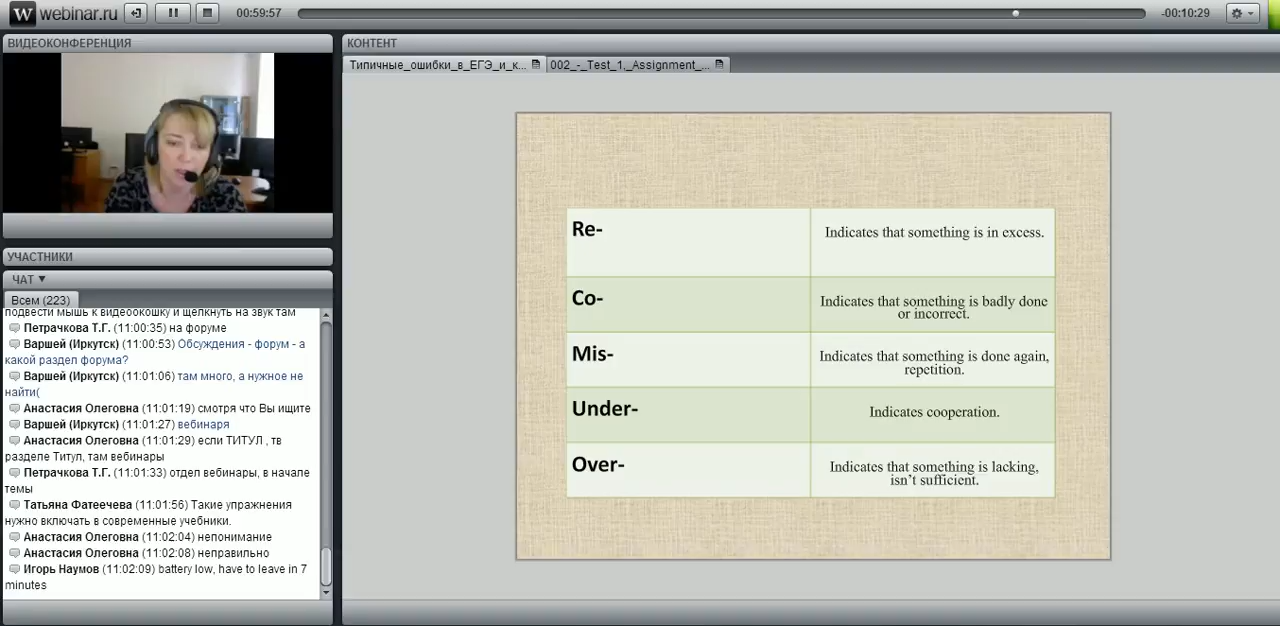 W webinar.ru
00:59:57
-00:10:29
ВИДЕОКОНФЕРЕНЦИЯ
УЧАСТНИКИ
ЧАТ ▼
Всем (223)
подвести мышь к видеоокошку и щелкнуть на звук там
Петрачкова Т.Г. (11:00:35) на форуме
Варшей (Иркутск) (11:00:53) Обсуждения - форум - а
какой раздел форума?
Варшей (Иркутск) (11:01:06) там много, а нужное не
найти(
Анастасия Олеговна (11:01:19) смотря что Вы ищите
Варшей (Иркутск) (11:01:27) вебинаря
Анастасия Олеговна (11:01:29) если ТИТУЛ , тв
разделе Титул, там вебинары
Петрачкова Т.Г. (11:01:33) отдел вебинары, в начале
темы
Татьяна Фатеечева (11:01:56) Такие упражнения
нужно включать в современные учебники.
Анастасия Олеговна (11:02:04) непонимание
Анастасия Олеговна (11:02:08) неправильно
Игорь Наумов (11:02:09) battery low, have to leave in 7
minutes
КОНТЕНТ
Типичные_ошибки_в_ЕГЭ_и_к...
002_-_Test_1,_Assignment_...
Re-
Indicates that something is in excess.
Co-
Indicates that something is badly done
or incorrect.
Mis-
Indicates that something is done again,
repetition.
Under-
Indicates cooperation.
Over-
Indicates that something is lacking,
isn't sufficient.